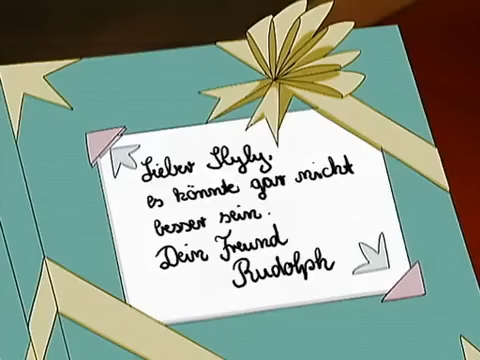 Lieber Slyly,
es könnte gar nicht
besser sein.
Dein Freund
Rudolph